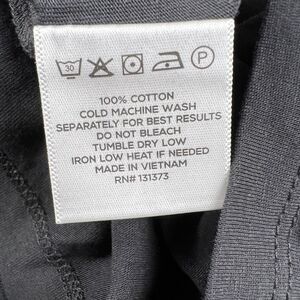 30 P
100% COTTON
COLD MACHINE WASH
SEPARATELY FOR BEST RESULTS
DO NOT BLEACH
TUMBLE DRY LOW
IRON LOW HEAT IF NEEDED
MADE IN VIETNAM
RN# 131373